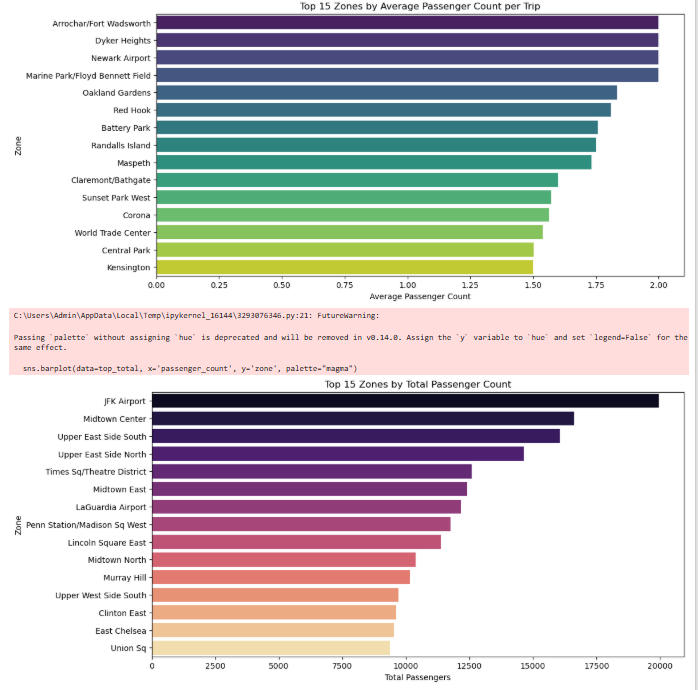 Top 15 Zones by Average Passenger Count per Trip
Zone
Arrochar/Fort Wadsworth
Dyker Heights
Newark Airport
Marine Park/Floyd Bennett Field
Oakland Gardens
Red Hook
Battery Park
Randalls Island
Maspeth
Claremont/Bathgate
Sunset Park West
Corona
World Trade Center
Central Park
Kensington
0.00 0.25 0.50 0.75 1.00 1.25 1.50 1.75 2.00
Average Passenger Count
C:\Users\Admin\AppData\Local\Temp\ipykernel_16144\3293076346.py:21: FutureWarning:
Passing `palette` without assigning `hue` is deprecated and will be removed in v0.14.0. Assign the `y` variable to `hue` and set `legend=False` for the
same effect.
sns.barplot(data=top_total, x='passenger_count', y='zone', palette="magma")
Top 15 Zones by Total Passenger Count
Zone
JFK Airport
Midtown Center
Upper East Side South
Upper East Side North
Times Sq/Theatre District
Midtown East
LaGuardia Airport
Penn Station/Madison Sq West
Lincoln Square East
Midtown North
Murray Hill
Upper West Side South
Clinton East
East Chelsea
Union Sq
0 2500 5000 7500 10000 12500 15000 17500 20000
Total Passengers